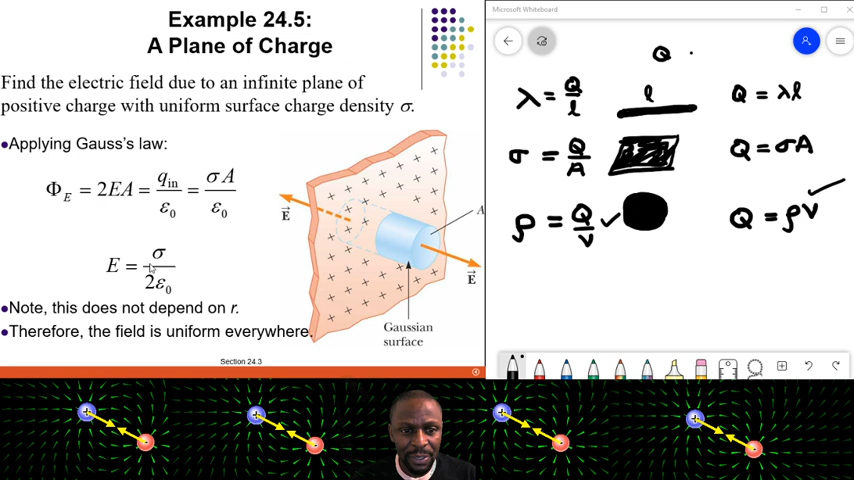 Example 24.5:
A Plane of Charge
Find the electric field due to an infinite plane of
positive charge with uniform surface charge density σ.
●Applying Gauss's law:
Φ_E = 2EA = q_in/ε₀ = σA/ε₀
E = σ/2ε₀
●Note, this does not depend on r.
●Therefore, the field is uniform everywhere.
E
A
E
Gaussian
surface
Section 24.3
Microsoft Whiteboard
Q .
λ = Q/l
l
Q = λl
σ = Q/A
Q = σA
ρ = Q/v ✓
Q = ρv ✓